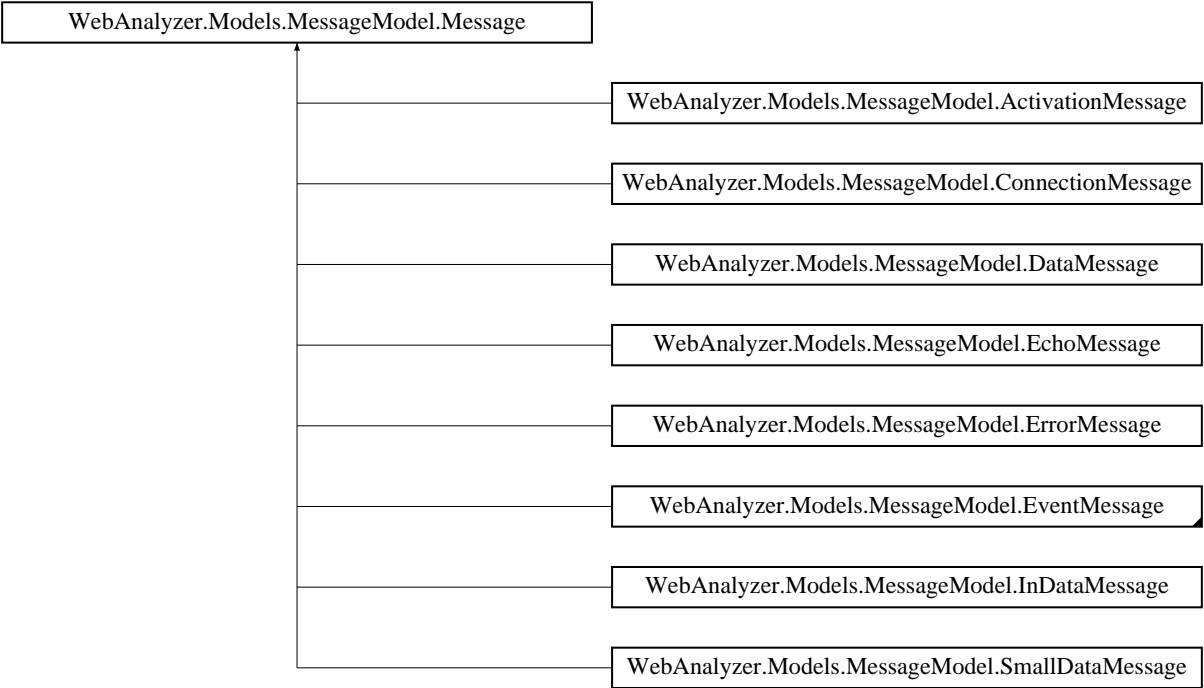 WebAnalyzer.Models.MessageModel.Message
WebAnalyzer.Models.MessageModel.ActivationMessage
WebAnalyzer.Models.MessageModel.ConnectionMessage
WebAnalyzer.Models.MessageModel.DataMessage
WebAnalyzer.Models.MessageModel.EchoMessage
WebAnalyzer.Models.MessageModel.ErrorMessage
WebAnalyzer.Models.MessageModel.EventMessage
WebAnalyzer.Models.MessageModel.InDataMessage
WebAnalyzer.Models.MessageModel.SmallDataMessage